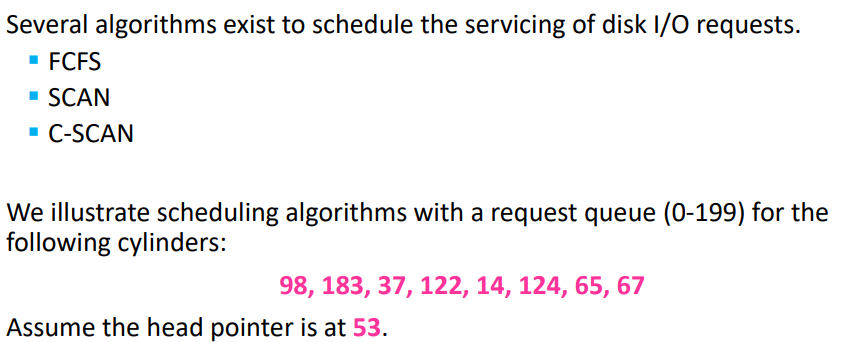 Several algorithms exist to schedule the servicing of disk I/O requests.
▪ FCFS
▪ SCAN
▪ C-SCAN
We illustrate scheduling algorithms with a request queue (0-199) for the
following cylinders:
98, 183, 37, 122, 14, 124, 65, 67
Assume the head pointer is at 53.